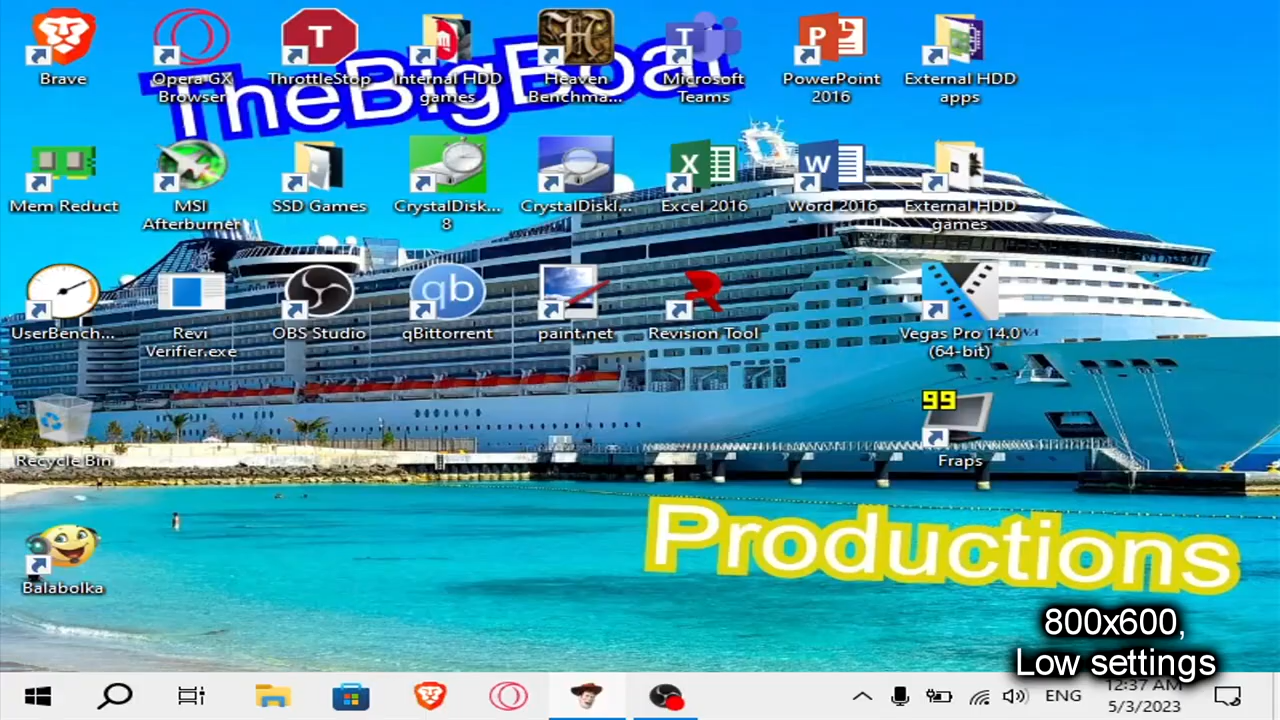 TheBigBoat
Brave
Opera GX
Browser
T
ThrottleStop
Internal HDD
games
H
Heaven
Benchma...
T
Microsoft
Teams
P
PowerPoint
2016
External HDD
apps
Mem Reduct
MSI
Afterburner
SSD Games
CrystalDisk...
8
CrystalDiskI...
X
Excel 2016
W
Word 2016
External HDD
games
UserBench...
Revi
Verifier.exe
OBS Studio
qb
qBittorrent
paint.net
R
Revision Tool
Vegas Pro 14.0
(64-bit)
Recycle Bin
99
Fraps
Balabolka
Productions
800x600,
Low settings
ENG
12:37 AM
5/3/2023